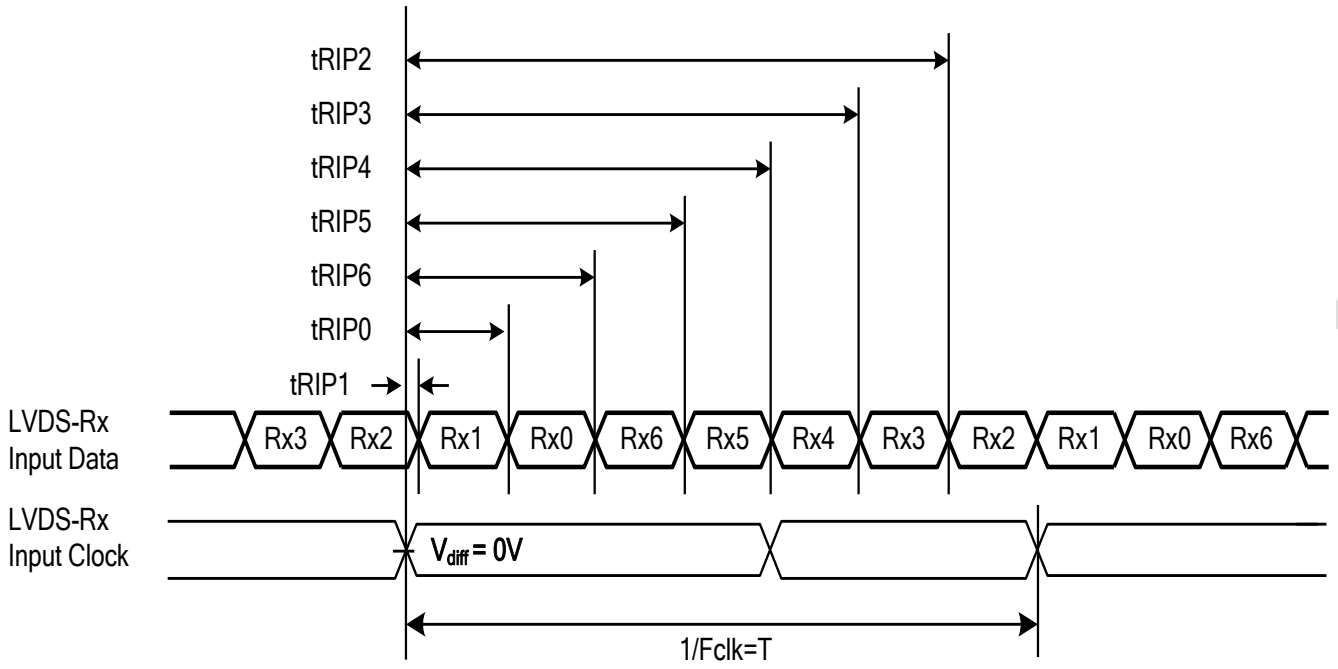 tRIP2
tRIP3
tRIP4
tRIP5
tRIP6
tRIP0
tRIP1
LVDS-Rx
Input Data
Rx3 Rx2 Rx1 Rx0 Rx6 Rx5 Rx4 Rx3 Rx2 Rx1 Rx0 Rx6
LVDS-Rx
Input Clock
Vdiff = 0V
1/Fclk=T